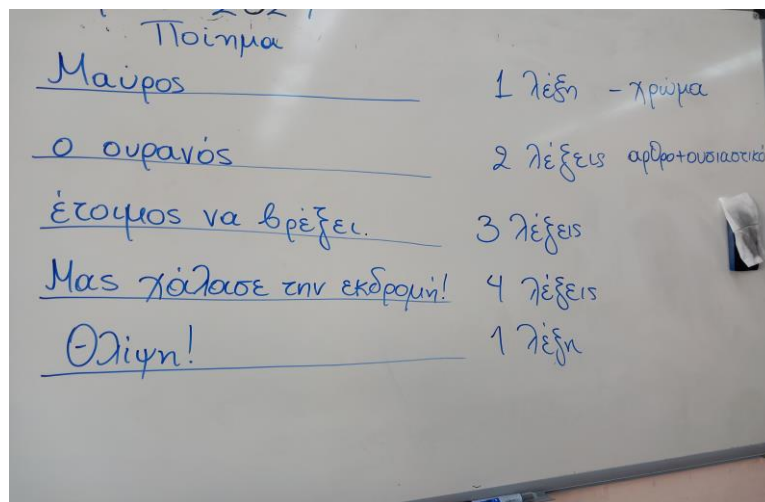 Ποίημα
Μαύρος 1 λέξη - χρώμα
ο ουρανός 2 λέξεις αρθρο+ουσιαστικό
έτοιμος να βρέξει. 3 λέξεις
Μας χάλασε την εκδρομή! 4 λέξεις
Θλίψη! 1 λέξη